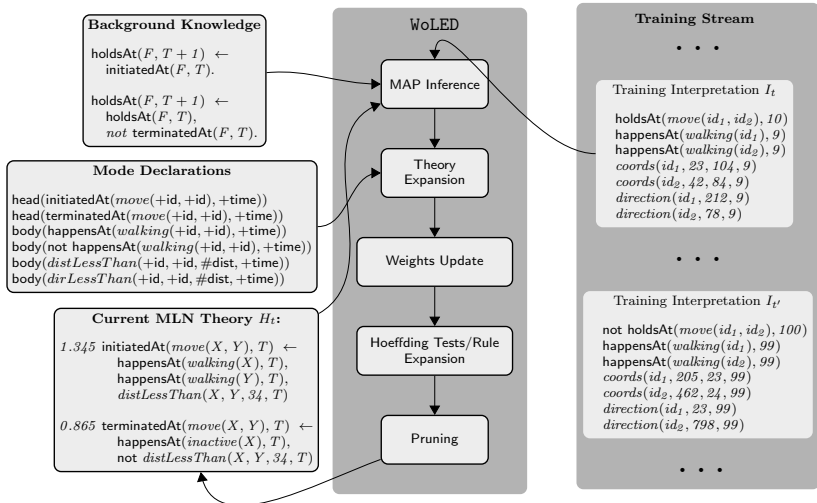 Background Knowledge
holdsAt(F, T + 1) ←
initiatedAt(F, T).
holdsAt(F, T + 1) ←
holdsAt(F, T),
not terminatedAt(F, T).
Mode Declarations
head(initiatedAt(move(+id, +id), +time))
head(terminatedAt(move(+id, +id), +time))
body(happensAt(walking(+id, +id), +time))
body(not happensAt(walking(+id, +id), +time))
body(distLessThan(+id, +id, #dist, +time))
body(dirLessThan(+id, +id, #dist, +time))
Current MLN Theory Hₜ:
1.345 initiatedAt(move(X, Y), T) ←
happensAt(walking(X), T),
happensAt(walking(Y), T),
distLessThan(X, Y, 34, T)
0.865 terminatedAt(move(X, Y), T) ←
happensAt(inactive(X), T),
not distLessThan(X, Y, 34, T)
WoLED
MAP Inference
Theory
Expansion
Weights Update
Hoeffding Tests/Rule
Expansion
Pruning
Training Stream
• • •
Training Interpretation Iₜ
holdsAt(move(id₁, id₂), 10)
happensAt(walking(id₁), 9)
happensAt(walking(id₂), 9)
coords(id₁, 23, 104, 9)
coords(id₂, 42, 84, 9)
direction(id₁, 212, 9)
direction(id₂, 78, 9)
• • •
Training Interpretation Iₜ′
not holdsAt(move(id₁, id₂), 100)
happensAt(walking(id₁), 99)
happensAt(walking(id₂), 99)
coords(id₁, 205, 23, 99)
coords(id₂, 462, 24, 99)
direction(id₁, 23, 99)
direction(id₂, 798, 99)
• • •